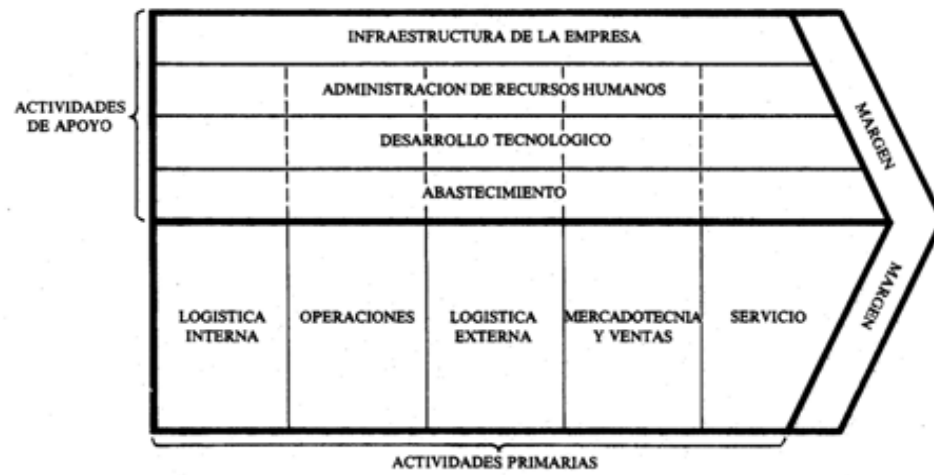 INFRAESTRUCTURA DE LA EMPRESA
ADMINISTRACION DE RECURSOS HUMANOS
ACTIVIDADES
DE APOYO
DESARROLLO TECNOLOGICO
ABASTECIMIENTO
MARGEN
MARGEN
LOGISTICA
INTERNA
OPERACIONES
LOGISTICA
EXTERNA
MERCADOTECNIA
Y VENTAS
SERVICIO
ACTIVIDADES PRIMARIAS